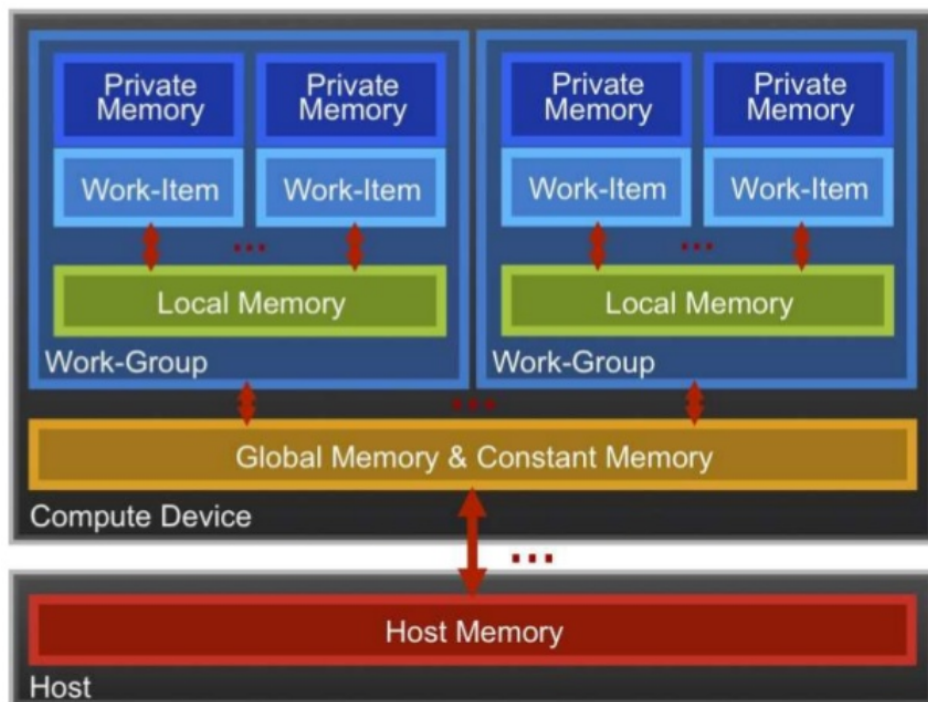 Private
Memory
Private
Memory
Private
Memory
Private
Memory
Work-Item
Work-Item
Work-Item
Work-Item
...
...
Local Memory
Local Memory
Work-Group
Work-Group
...
Global Memory & Constant Memory
Compute Device
...
Host Memory
Host